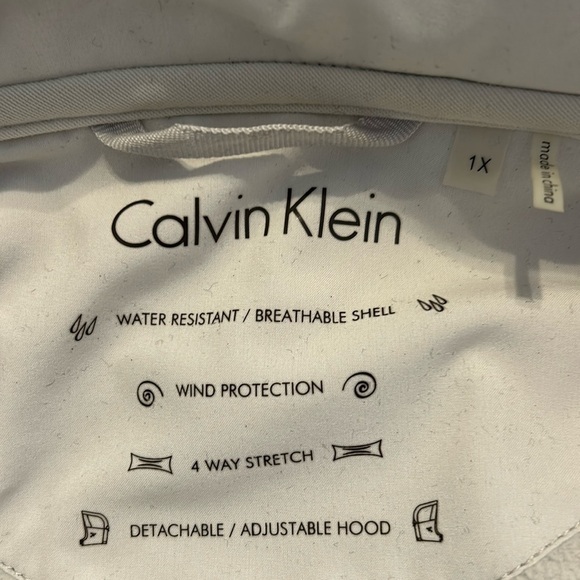 1X
made in china
Calvin Klein
WATER RESISTANT / BREATHABLE SHELL
WIND PROTECTION
4 WAY STRETCH
DETACHABLE / ADJUSTABLE HOOD